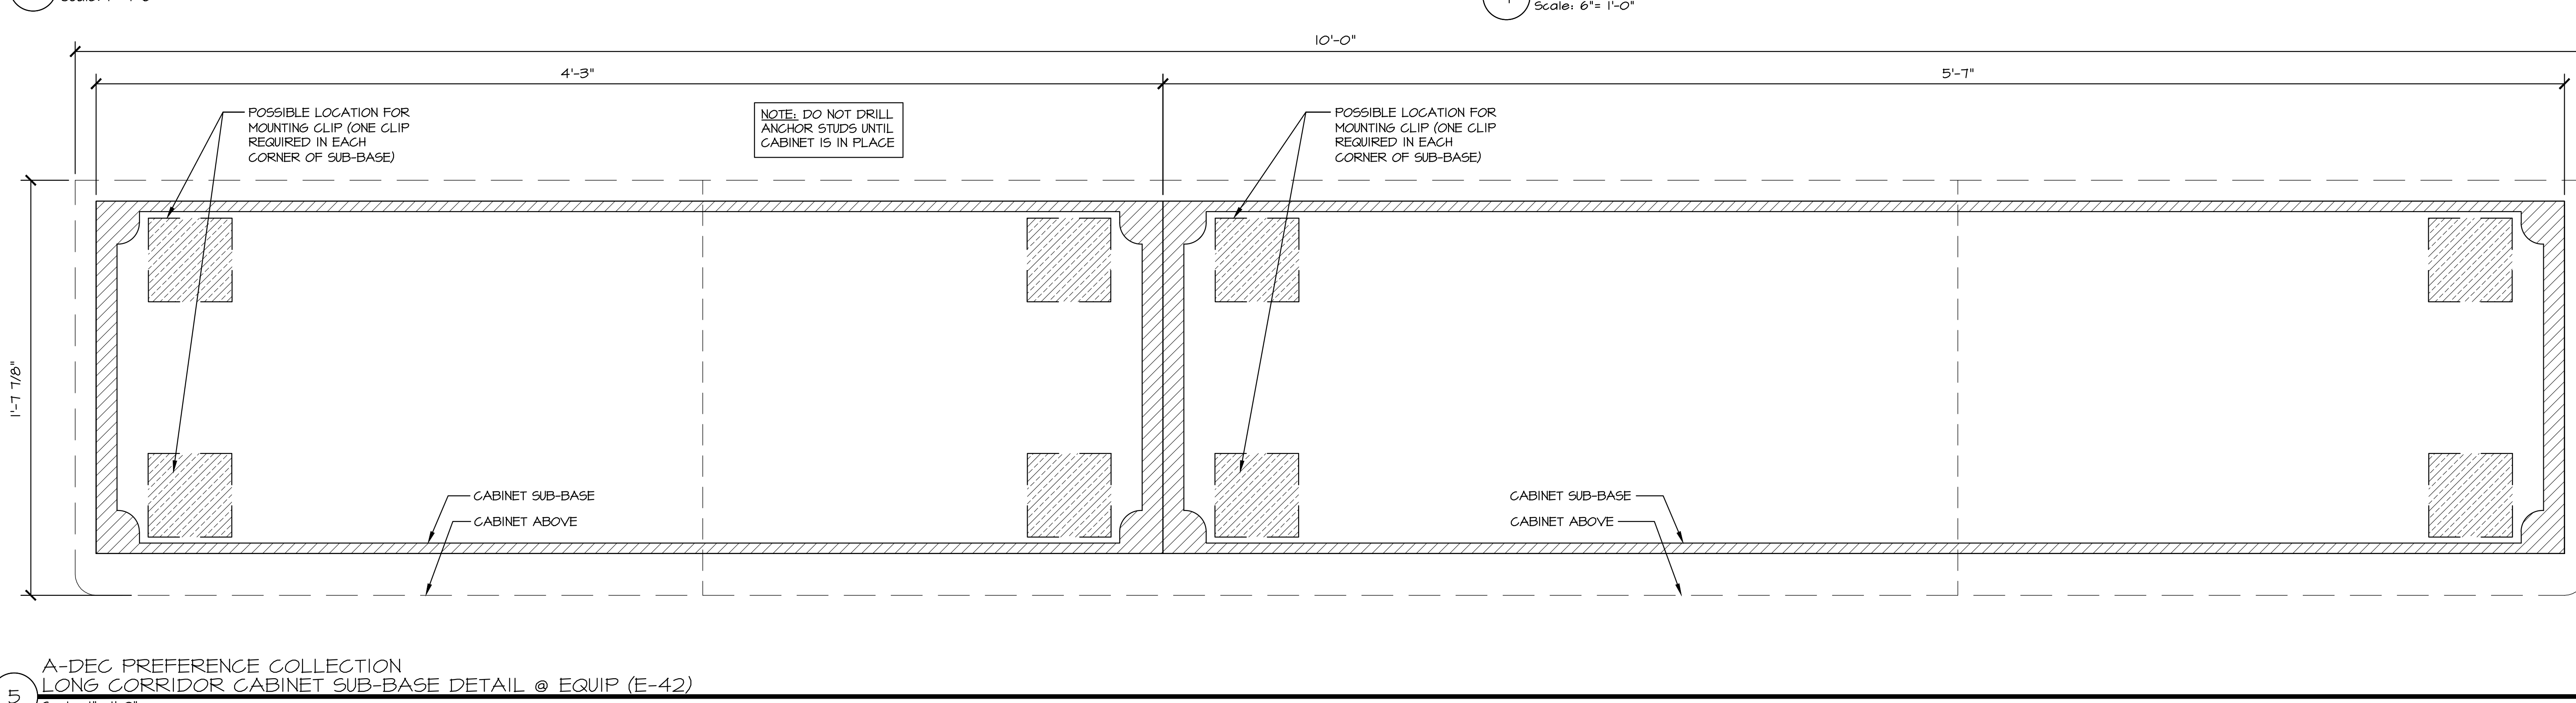 Scale: 6"= 1'-0"
10'-0"
4'-3"
5'-7"
POSSIBLE LOCATION FOR
MOUNTING CLIP (ONE CLIP
REQUIRED IN EACH
CORNER OF SUB-BASE)
NOTE: DO NOT DRILL
ANCHOR STUDS UNTIL
CABINET IS IN PLACE
POSSIBLE LOCATION FOR
MOUNTING CLIP (ONE CLIP
REQUIRED IN EACH
CORNER OF SUB-BASE)
1'-7 7/8"
CABINET SUB-BASE
CABINET ABOVE
CABINET SUB-BASE
CABINET ABOVE
5
A-DEC PREFERENCE COLLECTION
LONG CORRIDOR CABINET SUB-BASE DETAIL @ EQUIP (E-42)